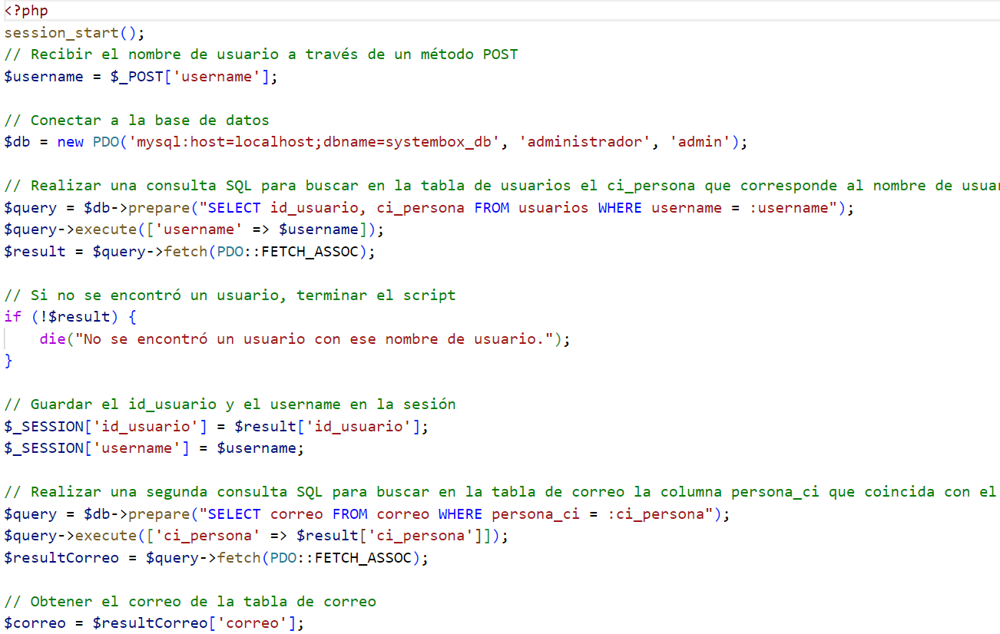 <?php
session_start();
// Recibir el nombre de usuario a través de un método POST
$username = $_POST['username'];
// Conectar a la base de datos
$db = new PDO('mysql:host=localhost;dbname=systembox_db', 'administrador', 'admin');
// Realizar una consulta SQL para buscar en la tabla de usuarios el ci_persona que corresponde al nombre de
$query = $db->prepare("SELECT id_usuario, ci_persona FROM usuarios WHERE username = :username");
$query->execute(['username' => $username]);
$result = $query->fetch(PDO::FETCH_ASSOC);
// Si no se encontró un usuario, terminar el script
if (!$result) {
    die("No se encontró un usuario con ese nombre de usuario.");
}
// Guardar el id_usuario y el username en la sesión
$_SESSION['id_usuario'] = $result['id_usuario'];
$_SESSION['username'] = $username;
// Realizar una segunda consulta SQL para buscar en la tabla de correo la columna persona_ci que coincida con el
$query = $db->prepare("SELECT correo FROM correo WHERE persona_ci = :ci_persona");
$query->execute(['ci_persona' => $result['ci_persona']]);
$resultCorreo = $query->fetch(PDO::FETCH_ASSOC);
// Obtener el correo de la tabla de correo
$correo = $resultCorreo['correo'];